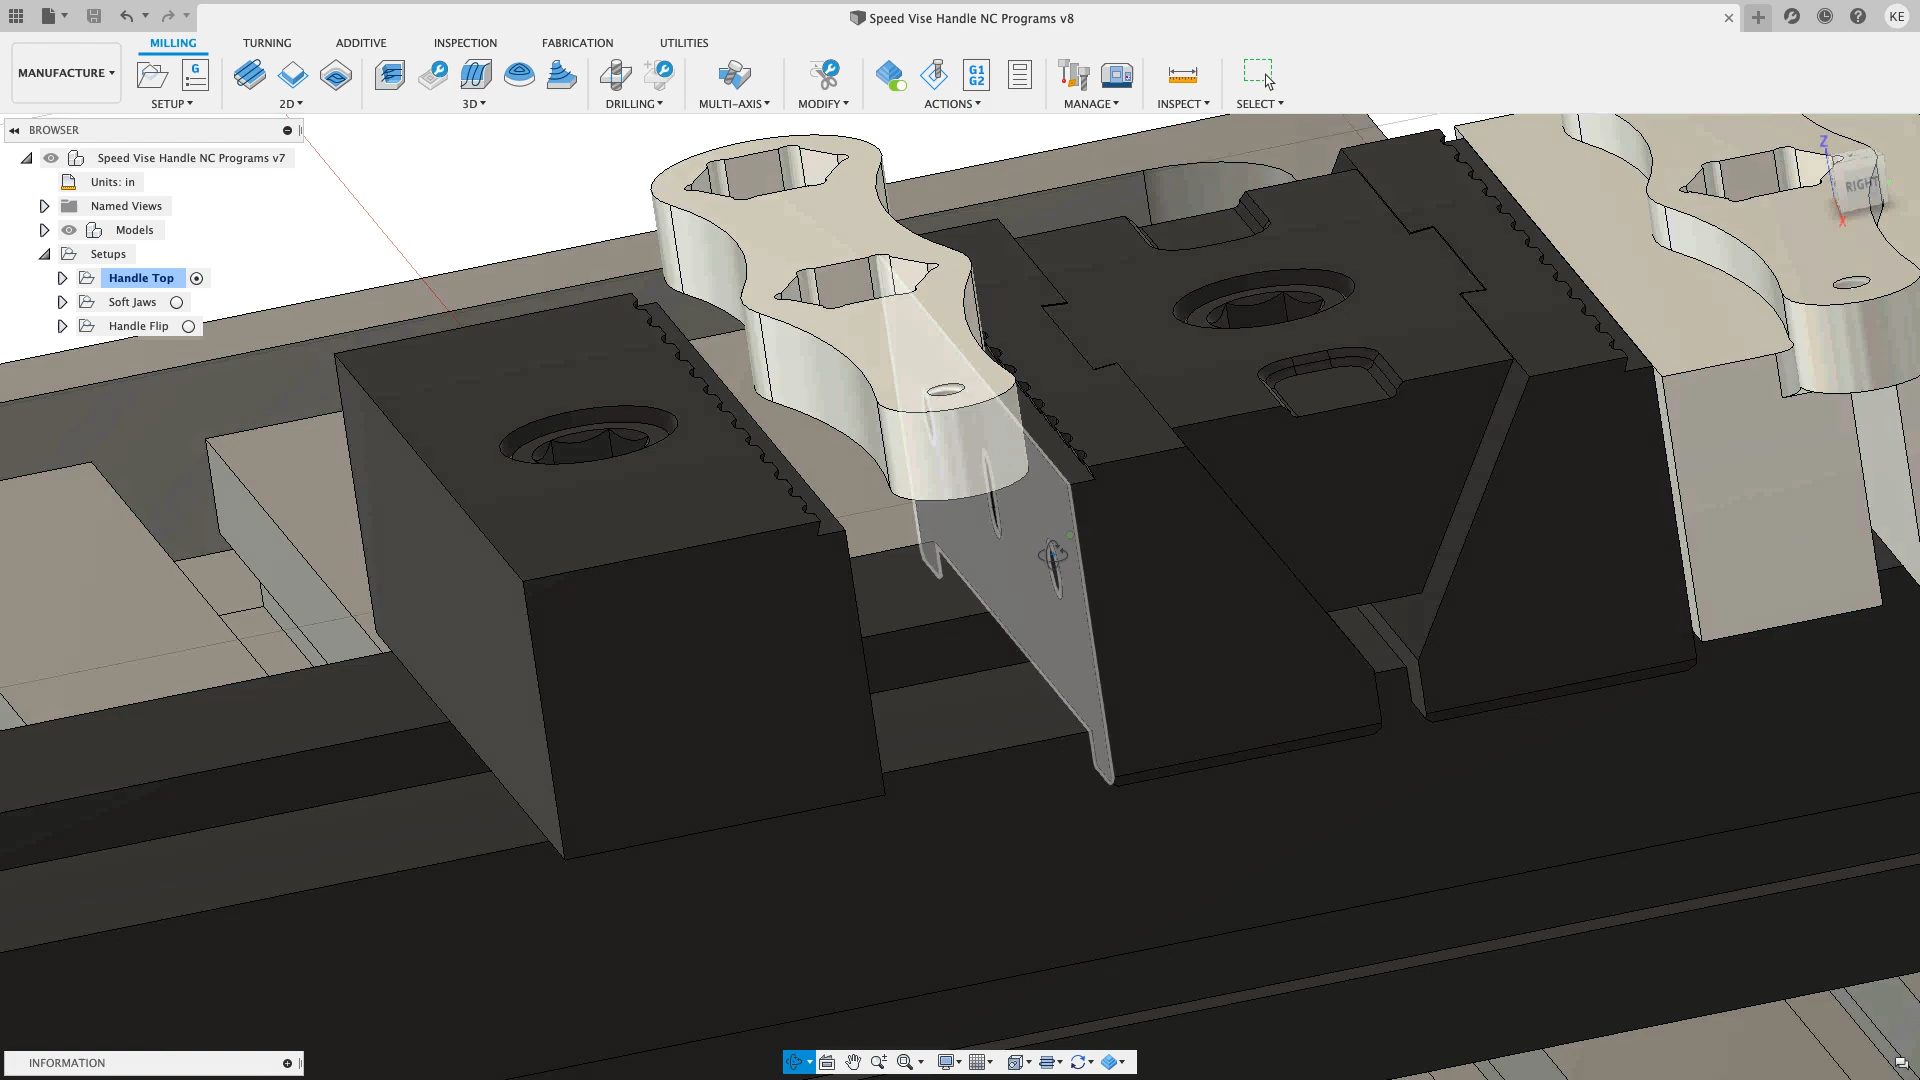 Speed Vise Handle NC Programs v8
KE
MANUFACTURE
MILLING
TURNING
ADDITIVE
INSPECTION
FABRICATION
UTILITIES
G
G1
G2
SETUP
2D
3D
DRILLING
MULTI-AXIS
MODIFY
ACTIONS
MANAGE
INSPECT
SELECT
BROWSER
Speed Vise Handle NC Programs v7
Units: in
Named Views
Models
Setups
Handle Top
Soft Jaws
Handle Flip
Z
RIGHT
X
INFORMATION